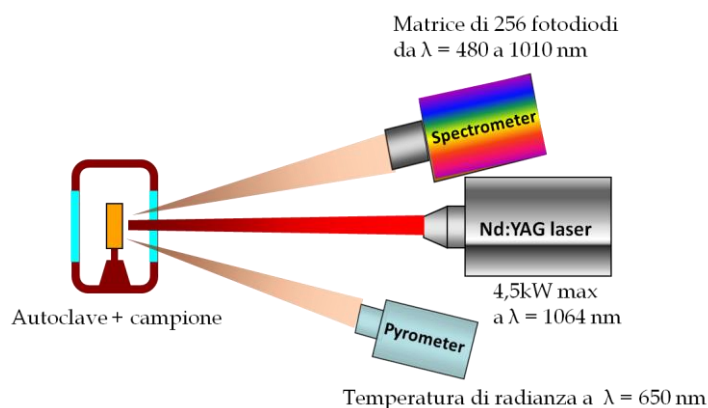 Matrice di 256 fotodiodi
da λ = 480 a 1010 nm
Spectrometer
Nd:YAG laser
4,5kW max
a λ = 1064 nm
Autoclave + campione
Pyrometer
Temperatura di radianza a λ = 650 nm